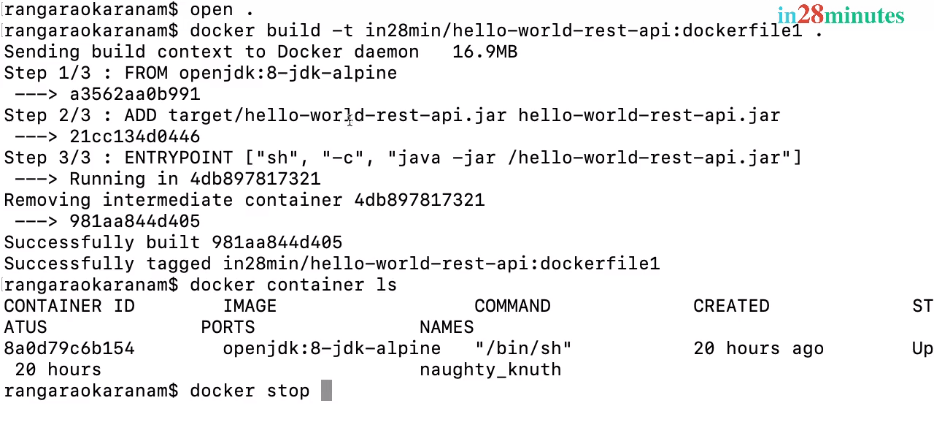 rangaraokaranam$ open .
in28minutes
rangaraokaranam$ docker build -t in28min/hello-world-rest-api:dockerfile1 .
Sending build context to Docker daemon   16.9MB
Step 1/3 : FROM openjdk:8-jdk-alpine
 ---> a3562aa0b991
Step 2/3 : ADD target/hello-world-rest-api.jar hello-world-rest-api.jar
 ---> 21cc134d0446
Step 3/3 : ENTRYPOINT ["sh", "-c", "java -jar /hello-world-rest-api.jar"]
 ---> Running in 4db897817321
Removing intermediate container 4db897817321
 ---> 981aa844d405
Successfully built 981aa844d405
Successfully tagged in28min/hello-world-rest-api:dockerfile1
rangaraokaranam$ docker container ls
CONTAINER ID        IMAGE                  COMMAND             CREATED             ST
ATUS              PORTS               NAMES
8a0d79c6b154        openjdk:8-jdk-alpine   "/bin/sh"           20 hours ago        Up
 20 hours                             naughty_knuth
rangaraokaranam$ docker stop